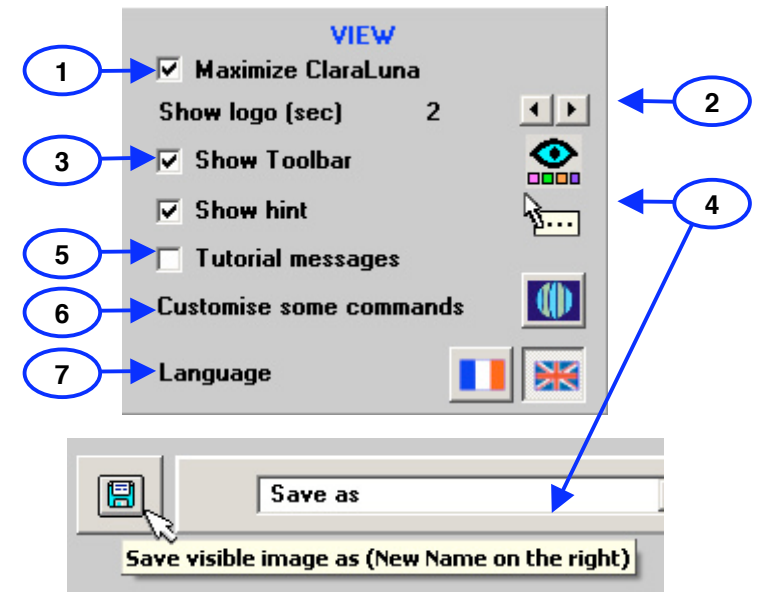 VIEW
1 Maximize ClaraLuna
Show logo (sec) 2 2
3 Show Toolbar
Show hint 4
5 Tutorial messages
6 Customise some commands
7 Language
Save as
Save visible image as (New Name on the right)